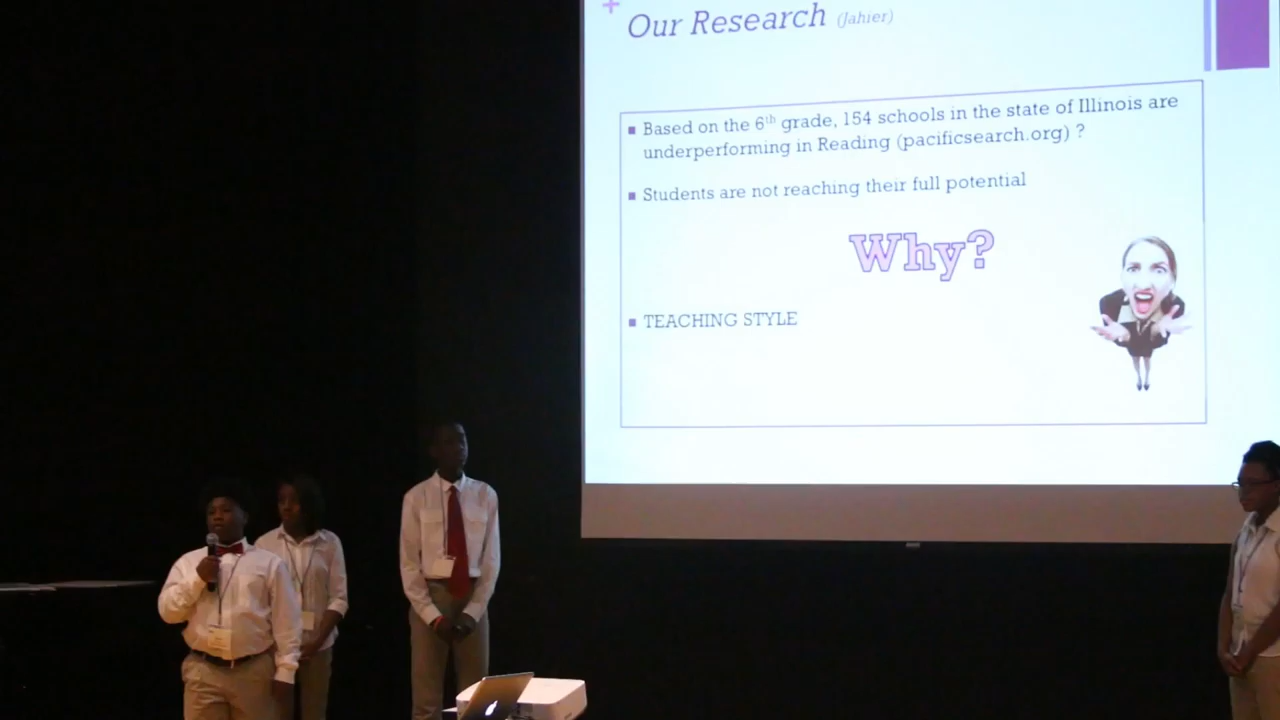 +
Our Research (Jahier)
■ Based on the 6th grade, 154 schools in the state of Illinois are
underperforming in Reading (pacificsearch.org) ?
■ Students are not reaching their full potential
Why?
■ TEACHING STYLE